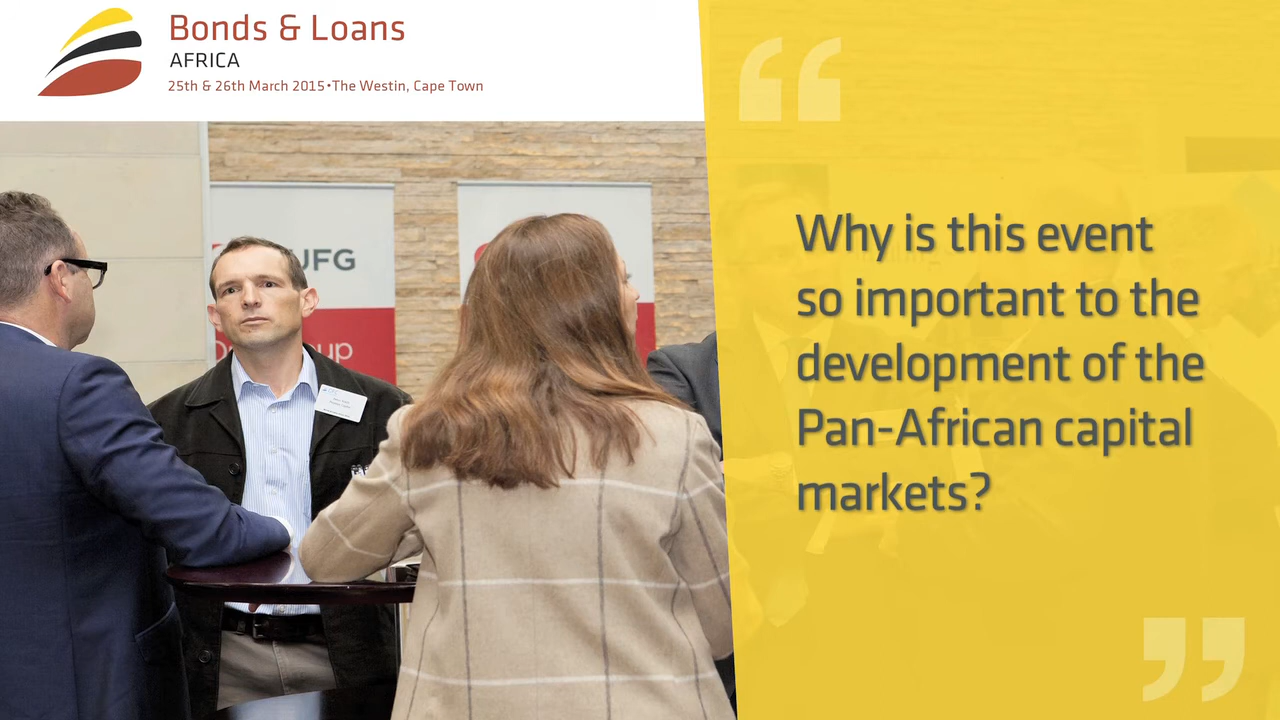 Bonds & Loans
AFRICA
25th & 26th March 2015•The Westin, Cape Town
UFG
up
“
Why is this event
so important to the
development of the
Pan-African capital
markets?
”